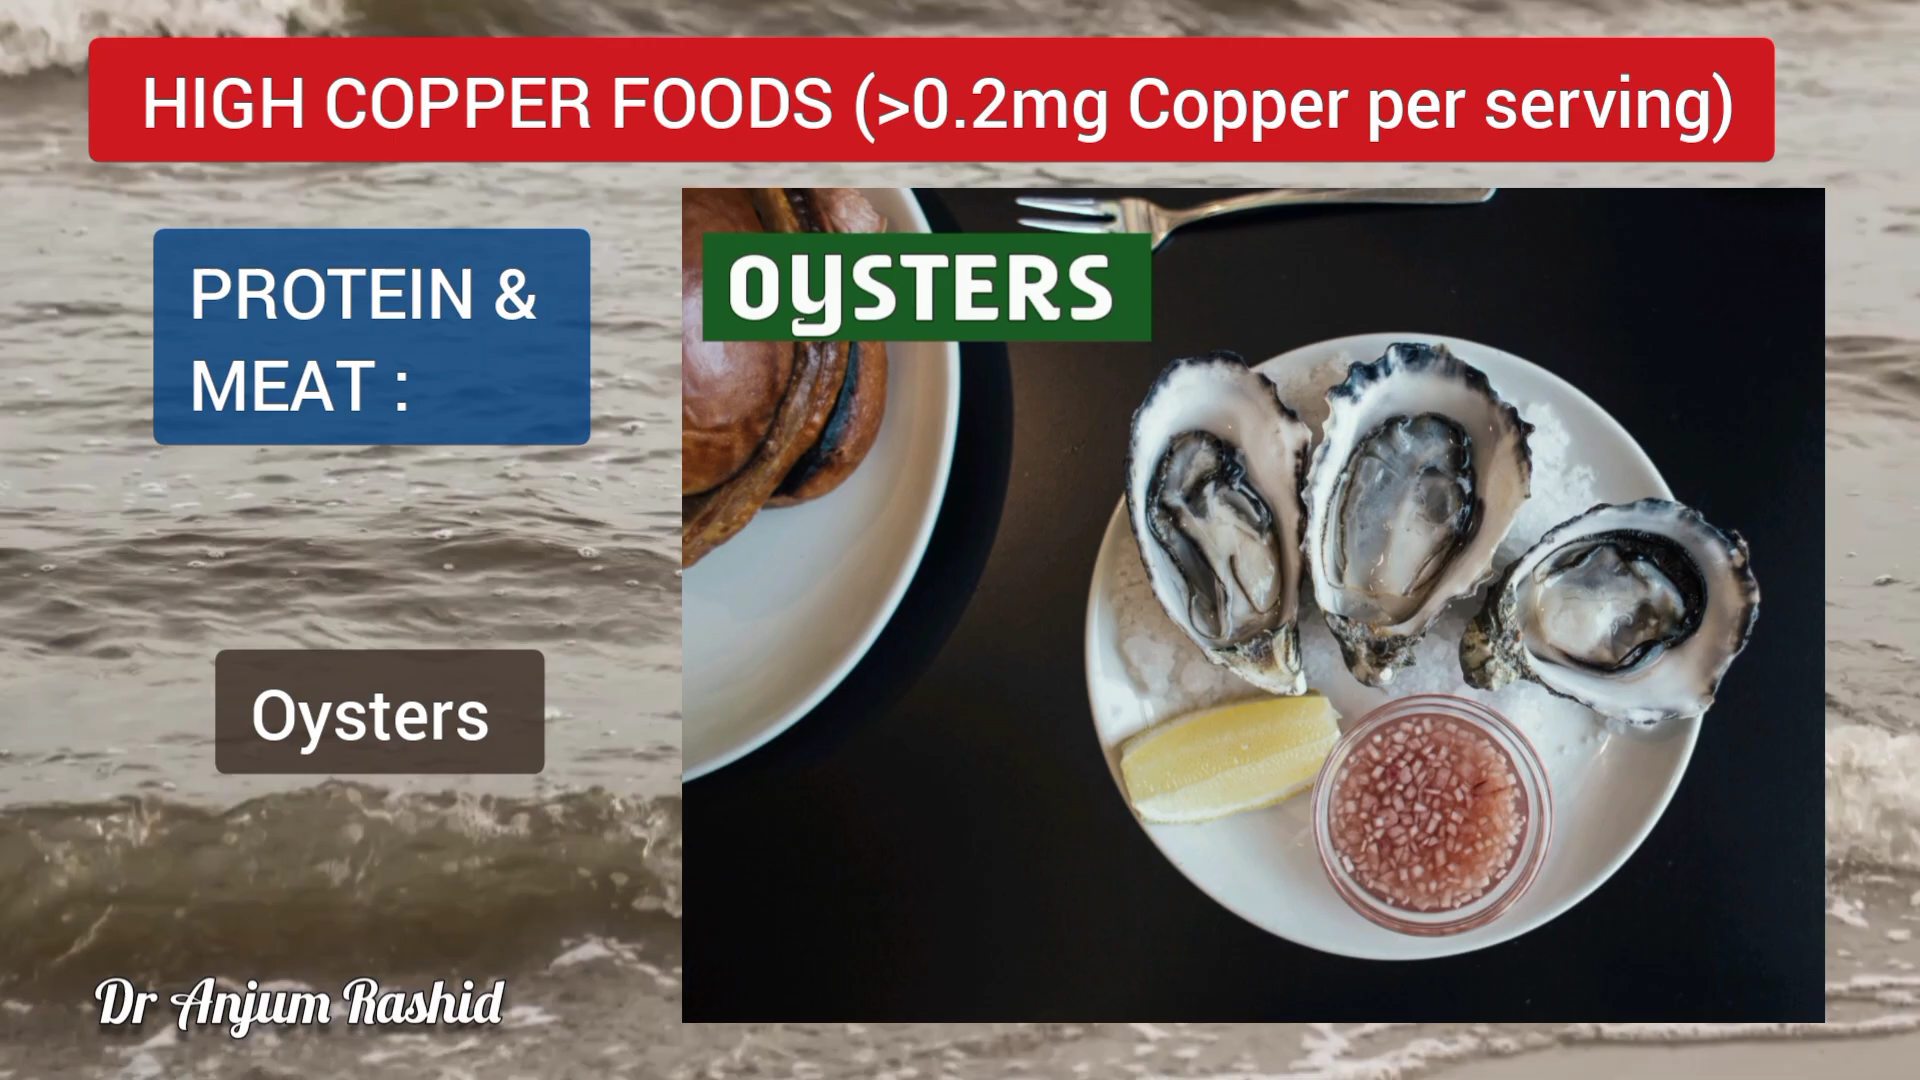 HIGH COPPER FOODS (>0.2mg Copper per serving)
PROTEIN &
MEAT :
OYSTERS
Oysters
Dr Anjum Rashid